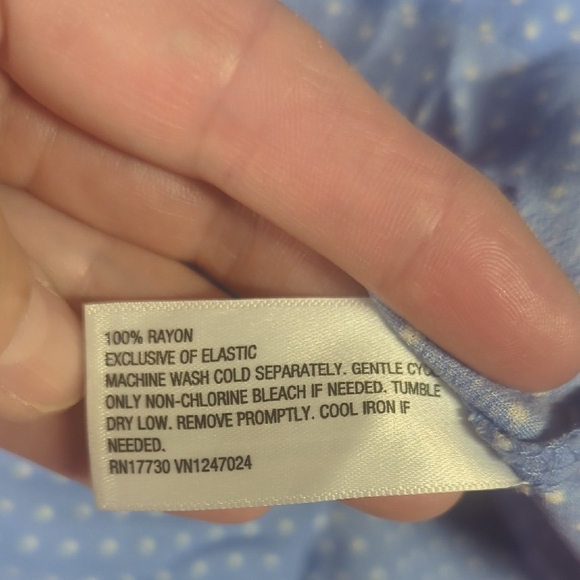 100% RAYON
EXCLUSIVE OF ELASTIC
MACHINE WASH COLD SEPARATELY. GENTLE
ONLY NON-CHLORINE BLEACH IF NEEDED. TUMBLE
DRY LOW. REMOVE PROMPTLY. COOL IRON IF
NEEDED.
RN17730 VN1247024